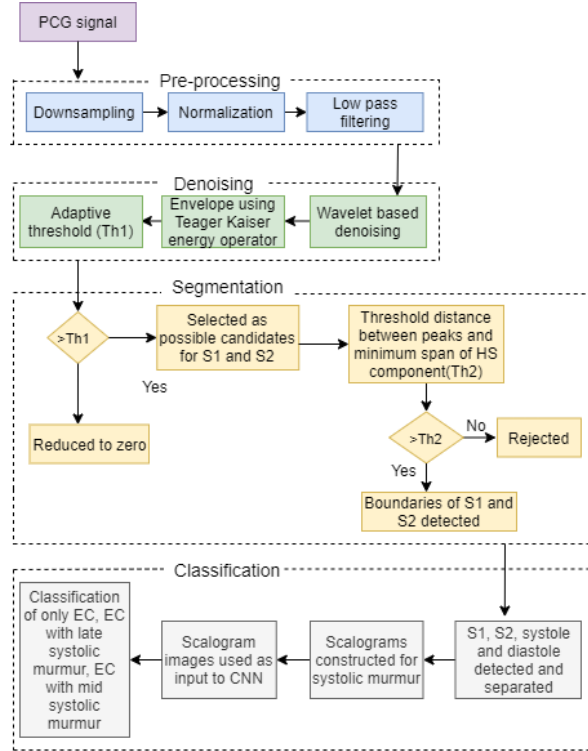 PCG signal
Pre-processing
Downsampling
Normalization
Low pass
filtering
Denoising
Adaptive
threshold (Th1)
Envelope using
Teager Kaiser
energy operator
Wavelet based
denoising
Segmentation
>Th1
Selected as
possible candidates
for S1 and S2
Threshold distance
between peaks and
minimum span of HS
component(Th2)
Yes
Reduced to zero
>Th2
No
Rejected
Yes
Boundaries of S1 and
S2 detected
Classification
Classification
of only EC, EC
with late
systolic
murmur, EC
with mid
systolic
murmur
Scalogram
images used as
input to CNN
Scalograms
constructed for
systolic murmur
S1, S2, systole
and diastole
detected and
separated